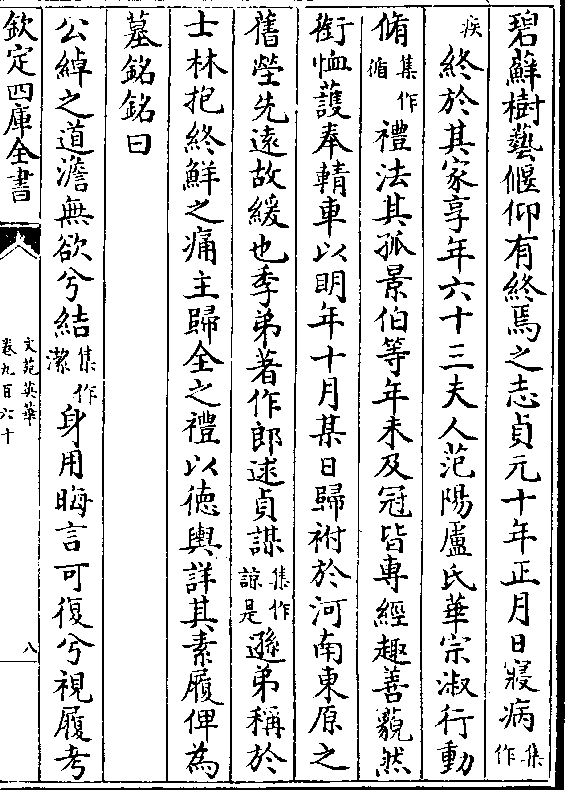 碧蘚樹藝偃仰有終焉之志貞元十年正月日寢病集作
疾終於其家享年六十三夫人范陽盧氏華宗淑行動
脩集作循禮法其孤景伯等年未及冠皆專經趣善藐然
銜恤護奉輤車以明年十月某日歸祔於河南東原之
舊塋先遠故緩也季弟著作郎逑貞謀集作諒是遜弟稱於
士林抱終鮮之痛主歸全之禮以德輿詳其素履俾為
墓銘銘曰
公綽之道澹無欲兮結集作潔身用晦言可復兮視履考
欽定四庫全書
文苑英華
卷九百六十
八